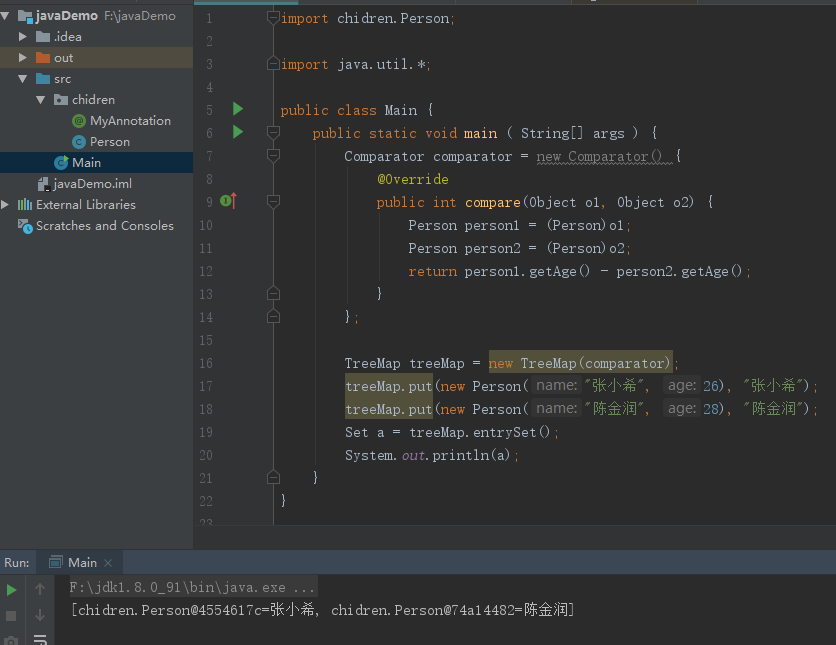 javaDemo F:\javaDemo
.idea
out
src
chidren
MyAnnotation
Person
Main
javaDemo.iml
External Libraries
Scratches and Consoles
1 import chidren.Person;
2
3 import java.util.*;
4
5 public class Main {
6 public static void main ( String[] args ) {
7 Comparator comparator = new Comparator() {
8 @Override
9 public int compare(Object o1, Object o2) {
10 Person person1 = (Person)o1;
11 Person person2 = (Person)o2;
12 return person1.getAge() - person2.getAge();
13 }
14 };
15
16 TreeMap treeMap = new TreeMap(comparator);
17 treeMap.put(new Person( name: "张小希", age: 26), "张小希");
18 treeMap.put(new Person( name: "陈金润", age: 28), "陈金润");
19 Set a = treeMap.entrySet();
20 System.out.println(a);
21 }
22 }
23
Run: Main
F:\jdk1.8.0_91\bin\java.exe ...
[chidren.Person@4554617c=张小希, chidren.Person@74a14482=陈金润]